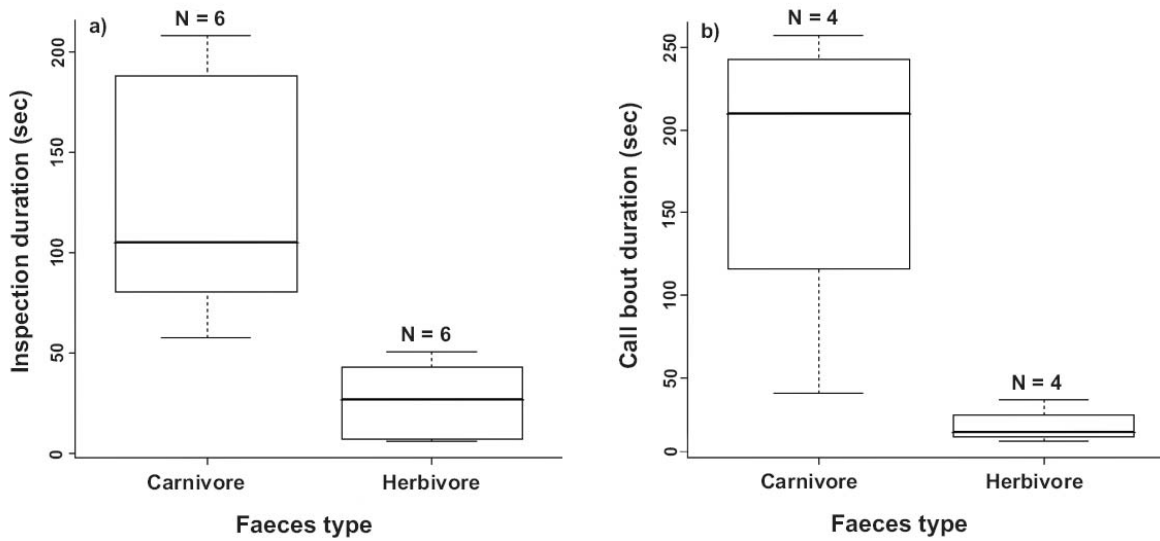 a)
N = 6
N = 6
Inspection duration (sec)
200
150
100
50
0
Carnivore
Herbivore
Faeces type
b)
N = 4
N = 4
Call bout duration (sec)
250
200
150
100
50
0
Carnivore
Herbivore
Faeces type